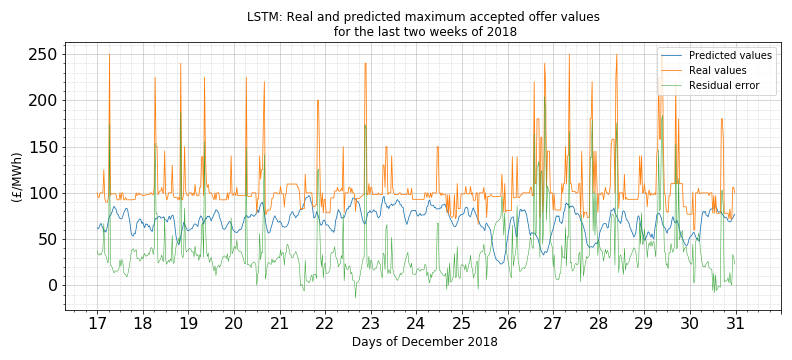 LSTM: Real and predicted maximum accepted offer values
for the last two weeks of 2018
Predicted values
Real values
Residual error
(£/MWh)
250
200
150
100
50
0
17 18 19 20 21 22 23 24 25 26 27 28 29 30 31
Days of December 2018